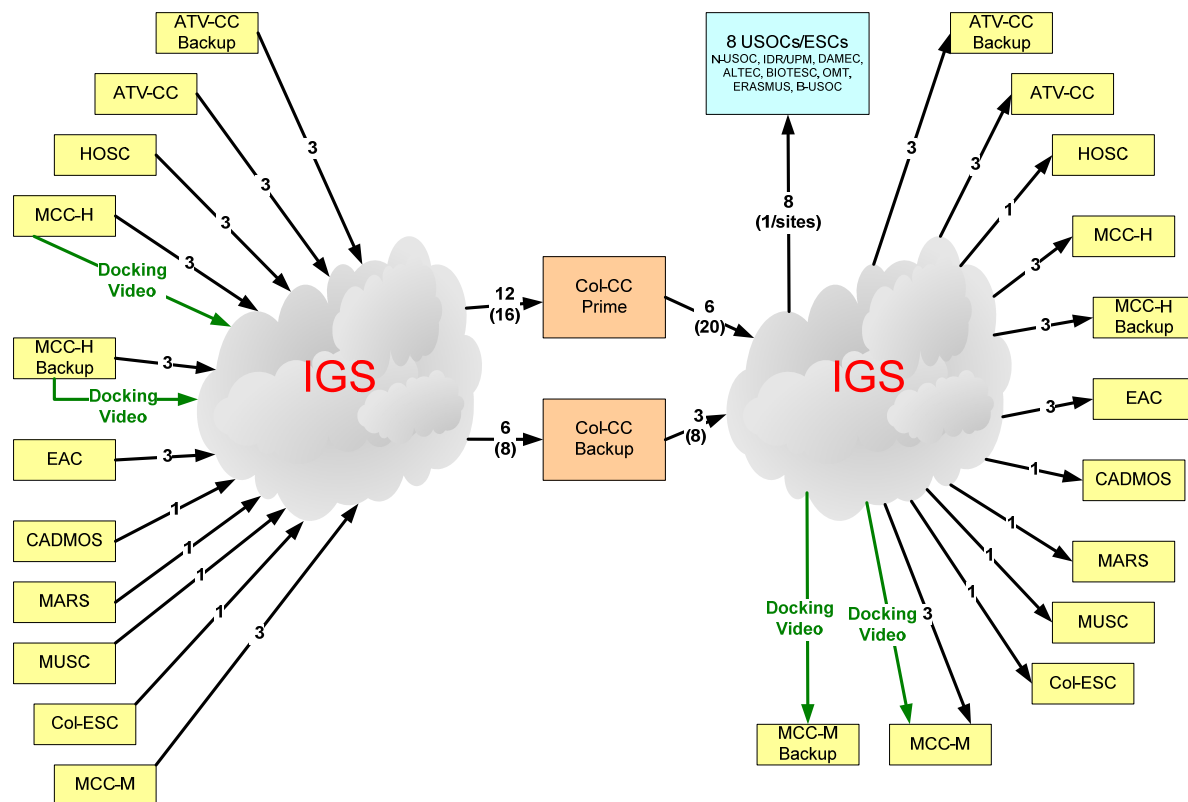 ATV-CC
Backup
ATV-CC
HOSC
MCC-H
MCC-H
Backup
EAC
CADMOS
MARS
MUSC
Col-ESC
MCC-M
3
3
3
3
Docking
Video
3
Docking
Video
3
1
1
1
1
3
IGS
12
(16)
6
(8)
Col-CC
Prime
Col-CC
Backup
6
(20)
3
(8)
IGS
8 USOCs/ESCs
N-USOC, IDR/UPM, DAMEC,
ALTEC, BIOTESC, OMT,
ERASMUS, B-USOC
8
(1/sites)
3
3
1
3
3
3
1
1
1
1
3
Docking
Video
Docking
Video
ATV-CC
Backup
ATV-CC
HOSC
MCC-H
MCC-H
Backup
EAC
CADMOS
MARS
MUSC
Col-ESC
MCC-M
MCC-M
Backup